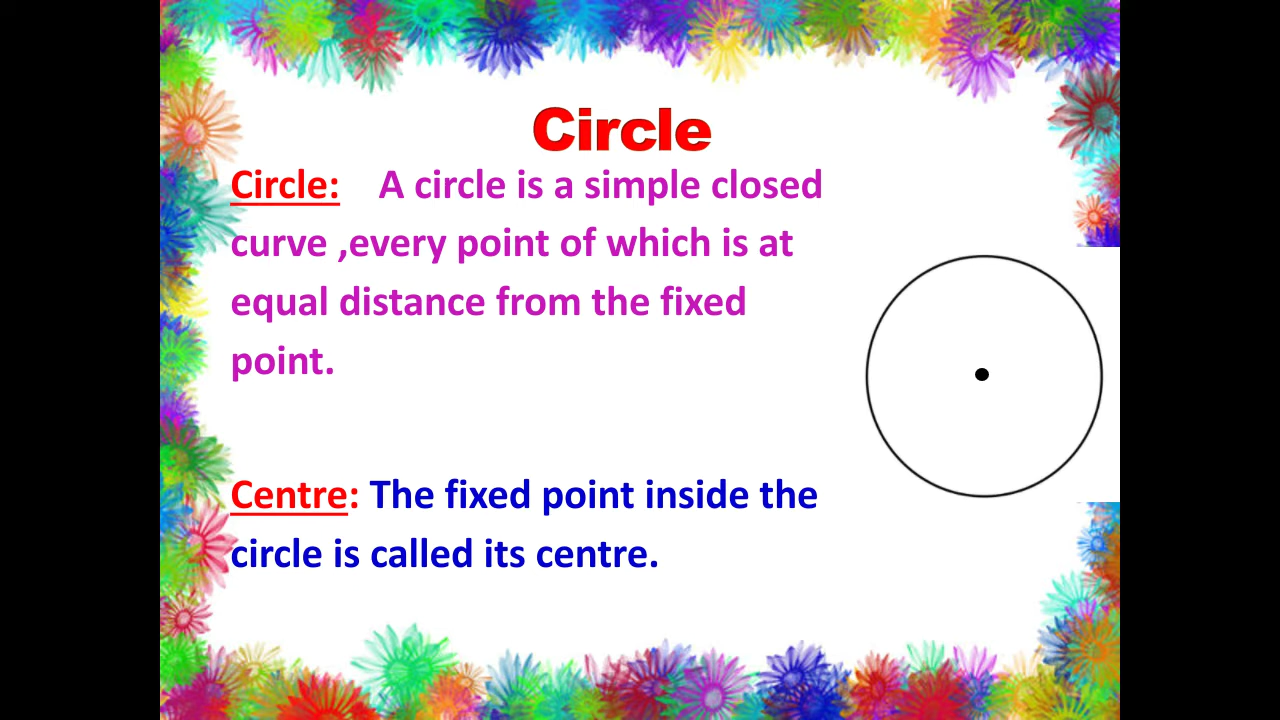 Circle
Circle: A circle is a simple closed
curve ,every point of which is at
equal distance from the fixed
point.
Centre: The fixed point inside the
circle is called its centre.